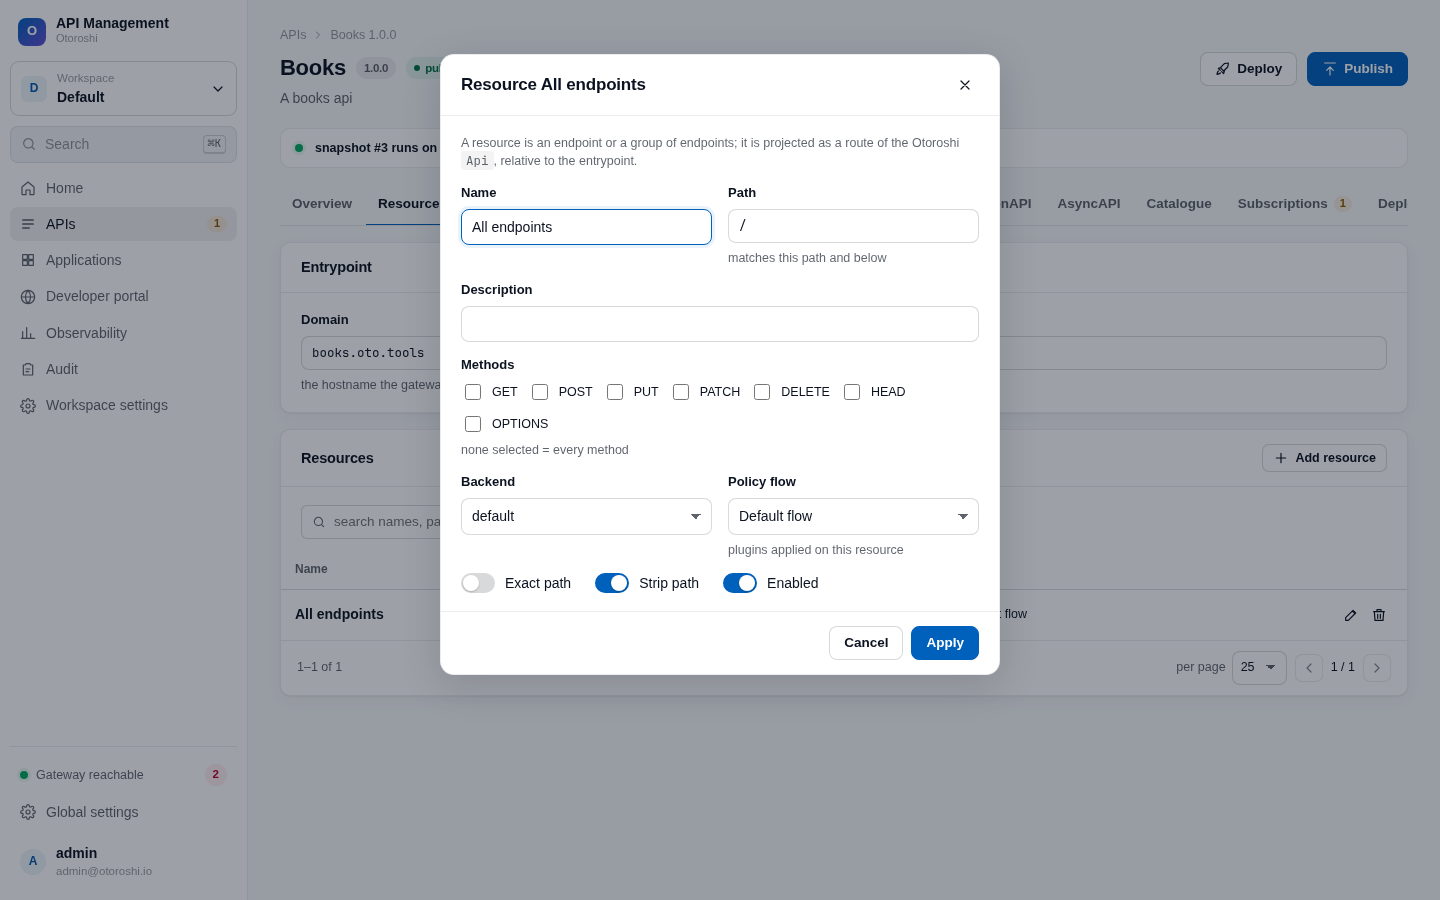 API Management
Otoroshi
Workspace
D
Default
Search
⌘K
Home
APIs
1
Applications
Developer portal
Observability
Audit
Workspace settings
Gateway reachable
2
Global settings
A
admin
admin@otoroshi.io
APIs
Books 1.0.0
Books
1.0.0
A books api
Deploy
Publish
snapshot #3 runs on
Overview
Resource
AsyncAPI
Catalogue
Subscriptions
1
Depl
Entrypoint
Domain
books.oto.tools
the hostname the gatewa
Resources
Add resource
search names, pa
Name
All endpoints
flow
1–1 of 1
per page
25
1 / 1
Resource All endpoints
A resource is an endpoint or a group of endpoints; it is projected as a route of the Otoroshi
Api , relative to the entrypoint.
Name
Path
All endpoints
/
matches this path and below
Description
Methods
GET
POST
PUT
PATCH
DELETE
HEAD
OPTIONS
none selected = every method
Backend
Policy flow
default
Default flow
plugins applied on this resource
Exact path
Strip path
Enabled
Cancel
Apply